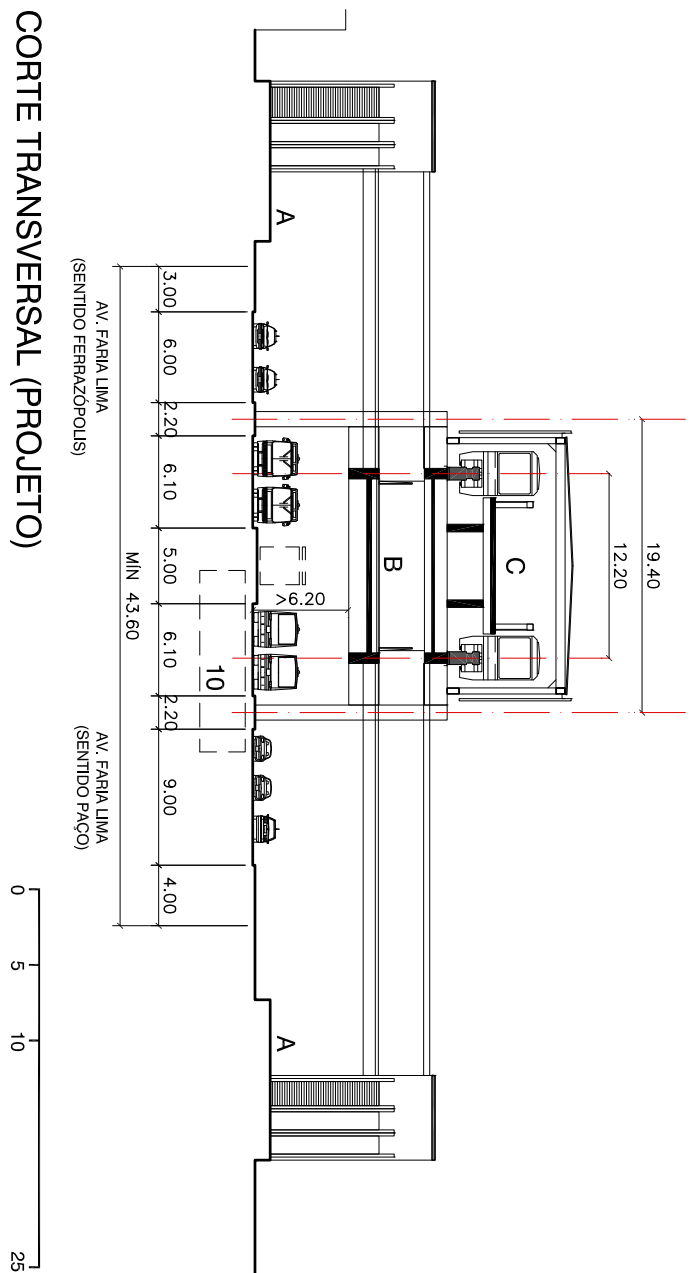 19.40
12.20
C
B
>6.20
A
A
10
3.00
6.00
2.20
6.10
5.00
6.10
2.20
9.00
4.00
MÍN 43.60
AV. FARIA LIMA
(SENTIDO FERRAZÓPOLIS)
AV. FARIA LIMA
(SENTIDO PAÇO)
CORTE TRANSVERSAL (PROJETO)
0
5
10
25